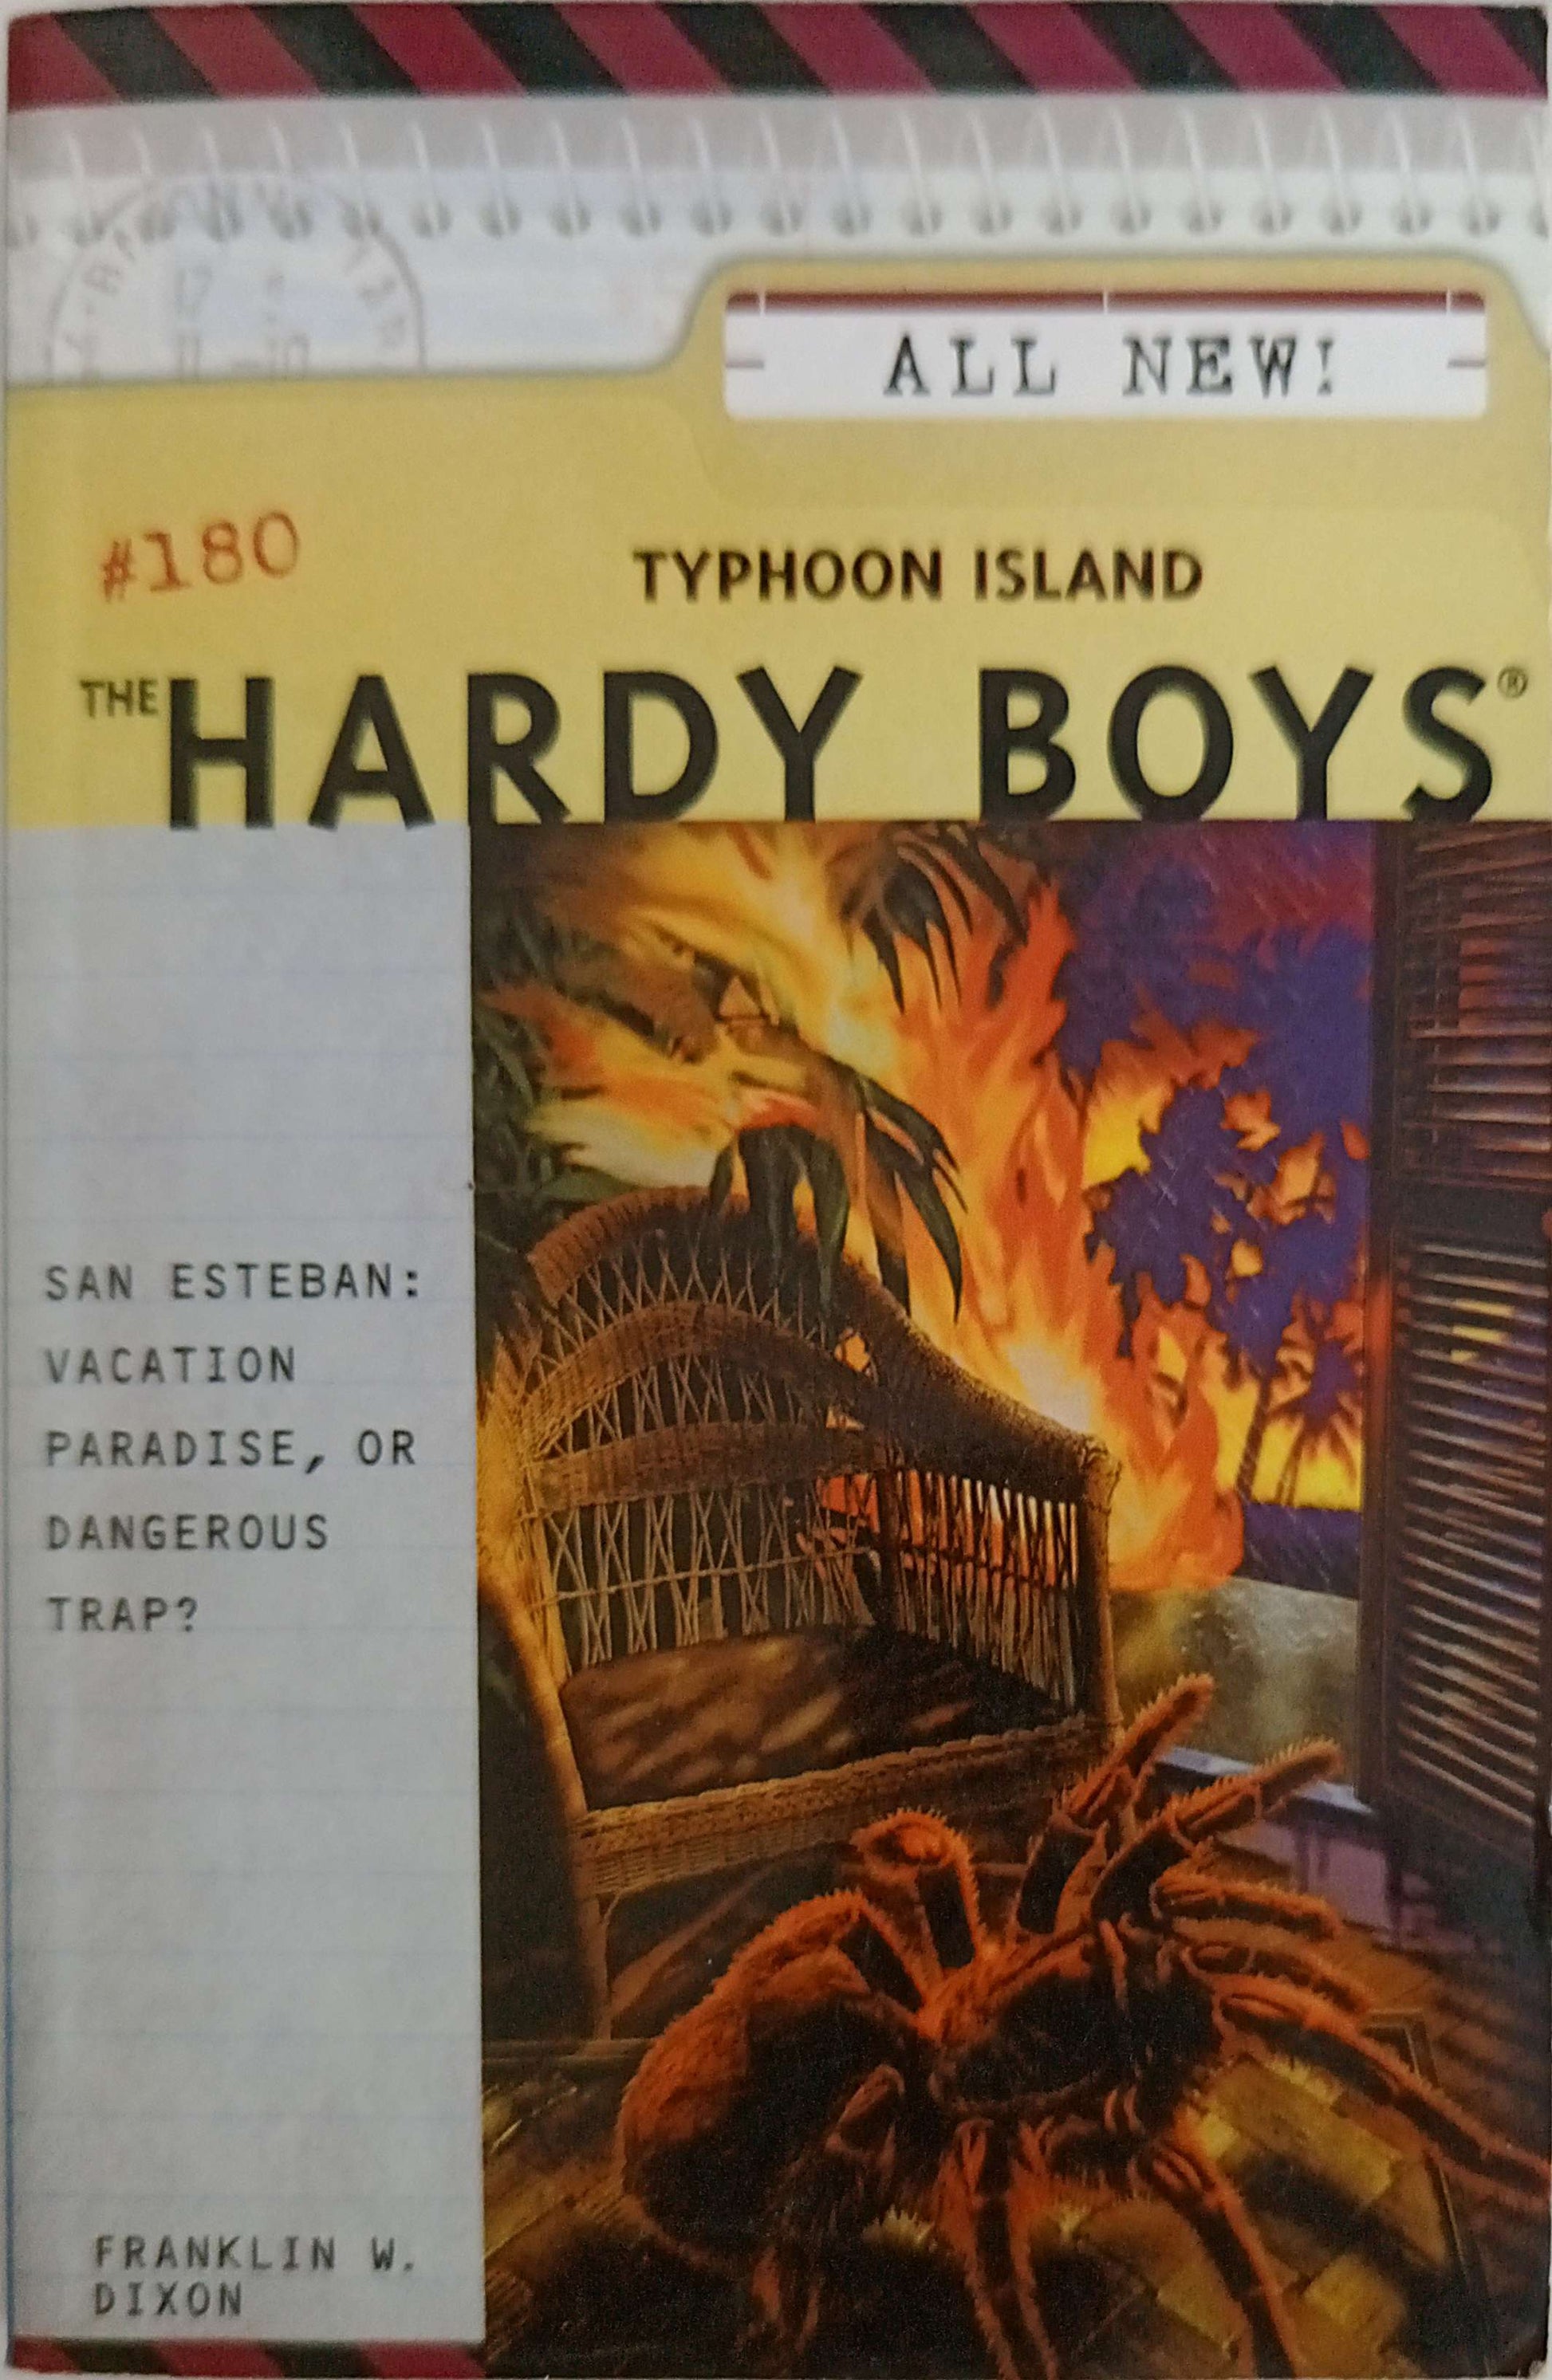 ALL NEW!
#180
TYPHOON ISLAND
THE HARDY BOYS®
SAN ESTEBAN:
VACATION
PARADISE, OR
DANGEROUS
TRAP?
FRANKLIN W.
DIXON